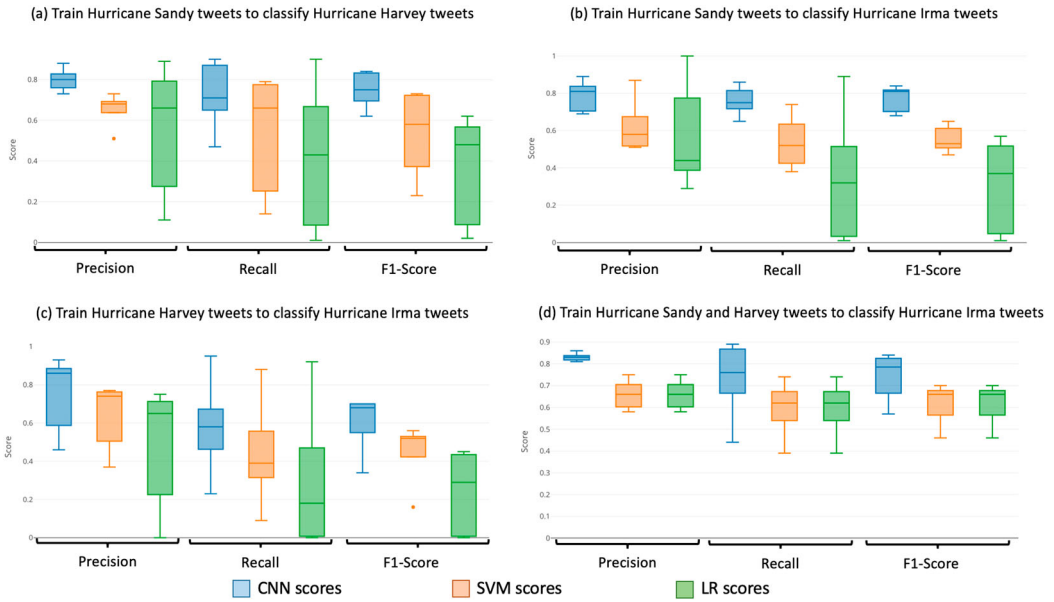 (a) Train Hurricane Sandy tweets to classify Hurricane Harvey tweets
0.8
0.6
0.4
0.2
0
Score
Precision
Recall
F1-Score
(b) Train Hurricane Sandy tweets to classify Hurricane Irma tweets
1
0.8
0.6
0.4
0.2
0
Score
Precision
Recall
F1-Score
(c) Train Hurricane Harvey tweets to classify Hurricane Irma tweets
1
0.8
0.6
0.4
0.2
0
Score
Precision
Recall
F1-Score
(d) Train Hurricane Sandy and Harvey tweets to classify Hurricane Irma tweets
0.9
0.8
0.7
0.6
0.5
0.4
0.3
0.2
0.1
0
Score
Precision
Recall
F1-Score
CNN scores
SVM scores
LR scores